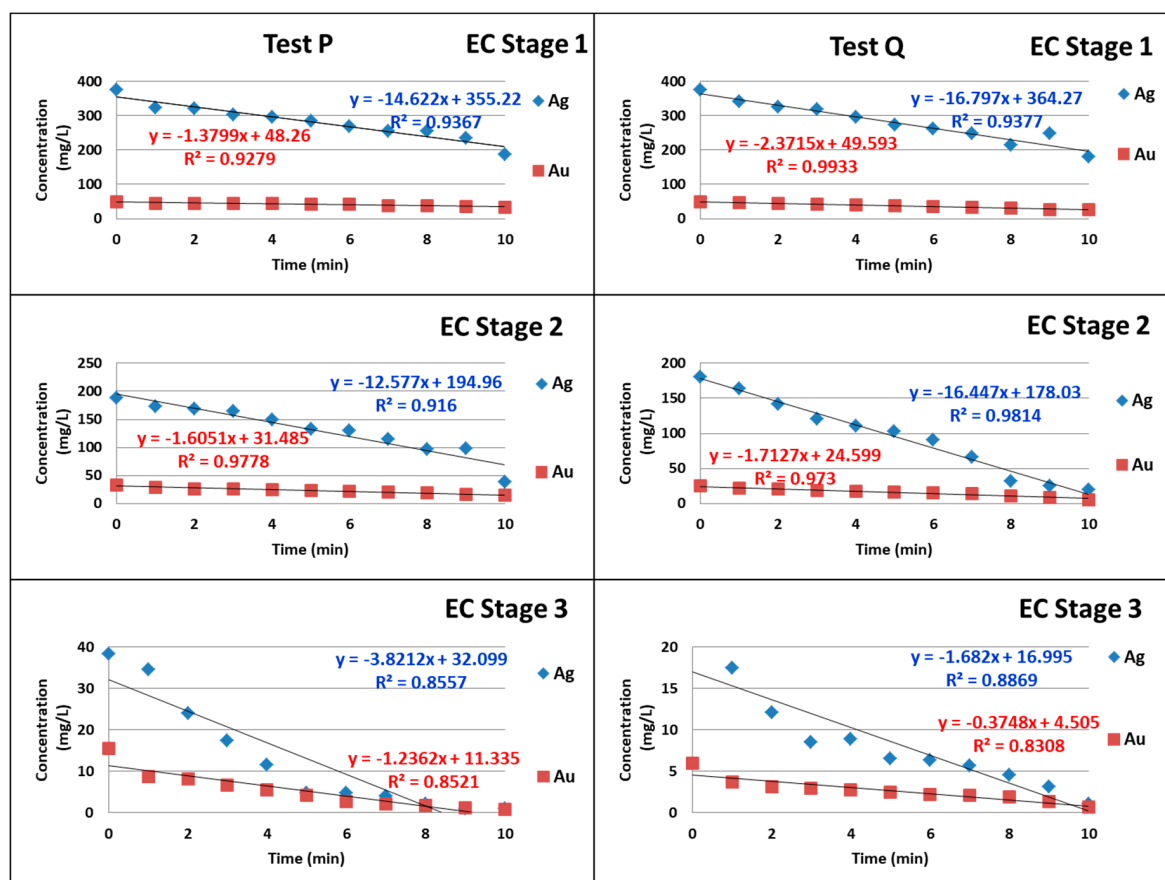 Test P
EC Stage 1
400
300
200
100
0
Concentration
(mg/L)
y = -14.622x + 355.22
R² = 0.9367
y = -1.3799x + 48.26
R² = 0.9279
Ag
Au
0 2 4 6 8 10
Time (min)
Test Q
EC Stage 1
400
300
200
100
0
Concentration
(mg/L)
y = -16.797x + 364.27
R² = 0.9377
y = -2.3715x + 49.593
R² = 0.9933
Ag
Au
0 2 4 6 8 10
Time (min)
EC Stage 2
250
200
150
100
50
0
Concentration
(mg/L)
y = -12.577x + 194.96
R² = 0.916
y = -1.6051x + 31.485
R² = 0.9778
Ag
Au
0 2 4 6 8 10
Time (min)
EC Stage 2
200
150
100
50
0
Concentration
(mg/L)
y = -16.447x + 178.03
R² = 0.9814
y = -1.7127x + 24.599
R² = 0.973
Ag
Au
0 2 4 6 8 10
Time (min)
EC Stage 3
40
30
20
10
0
Concentration
(mg/L)
y = -3.8212x + 32.099
R² = 0.8557
y = -1.2362x + 11.335
R² = 0.8521
Ag
Au
0 2 4 6 8 10
Time (min)
EC Stage 3
20
15
10
5
0
Concentration
(mg/L)
y = -1.682x + 16.995
R² = 0.8869
y = -0.3748x + 4.505
R² = 0.8308
Ag
Au
0 2 4 6 8 10
Time (min)